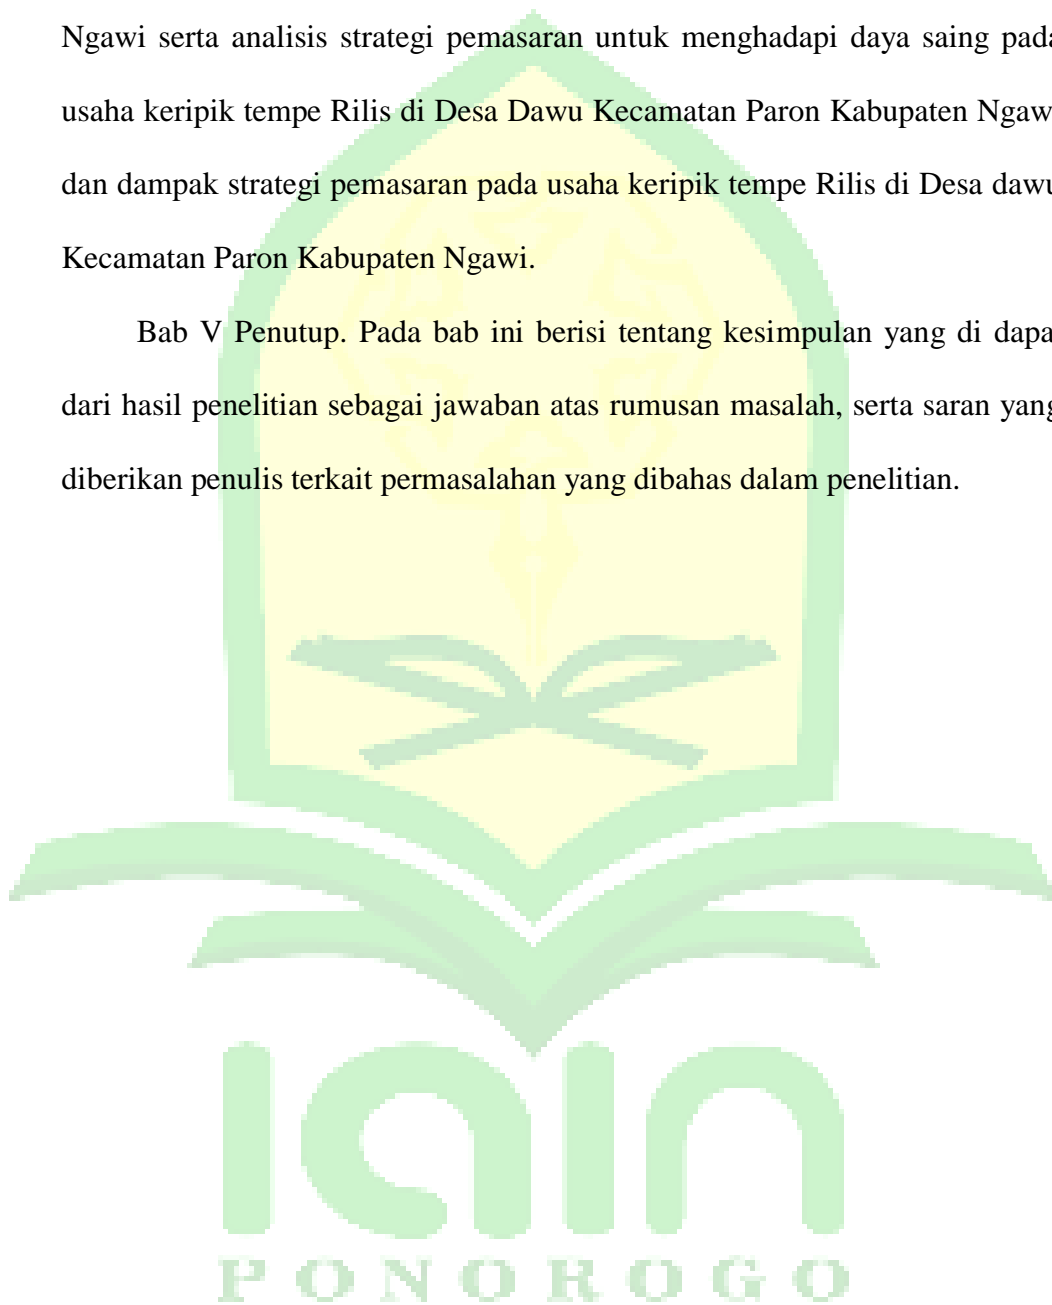 Ngawi serta analisis strategi pemasaran untuk menghadapi daya saing pada
usaha keripik tempe Rilis di Desa Dawu Kecamatan Paron Kabupaten Ngawi
dan dampak strategi pemasaran pada usaha keripik tempe Rilis di Desa dawu
Kecamatan Paron Kabupaten Ngawi.
Bab V Penutup. Pada bab ini berisi tentang kesimpulan yang di dapat
dari hasil penelitian sebagai jawaban atas rumusan masalah, serta saran yang
diberikan penulis terkait permasalahan yang dibahas dalam penelitian.
iain
PONOROGO